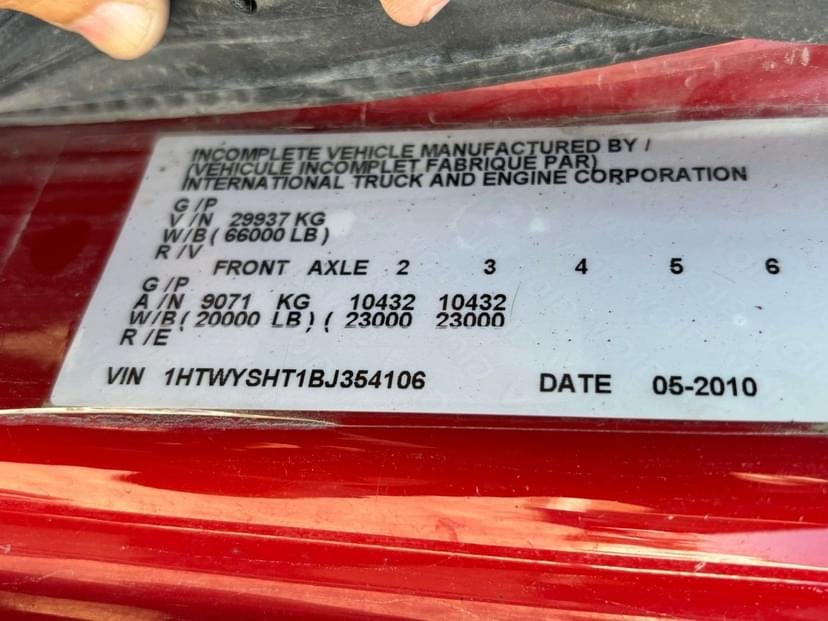 INCOMPLETE VEHICLE MANUFACTURED BY /
(VEHICULE INCOMPLET FABRIQUE PAR)
INTERNATIONAL TRUCK AND ENGINE CORPORATION
G / P
V / N 29937 KG
W/B ( 66000 LB )
R / V
FRONT AXLE 2 3 4 5 6
G / P
A / N 9071 KG 10432 10432
W/B ( 20000 LB ) ( 23000 23000
R / E
VIN 1HTWYSHT1BJ354106 DATE 05-2010